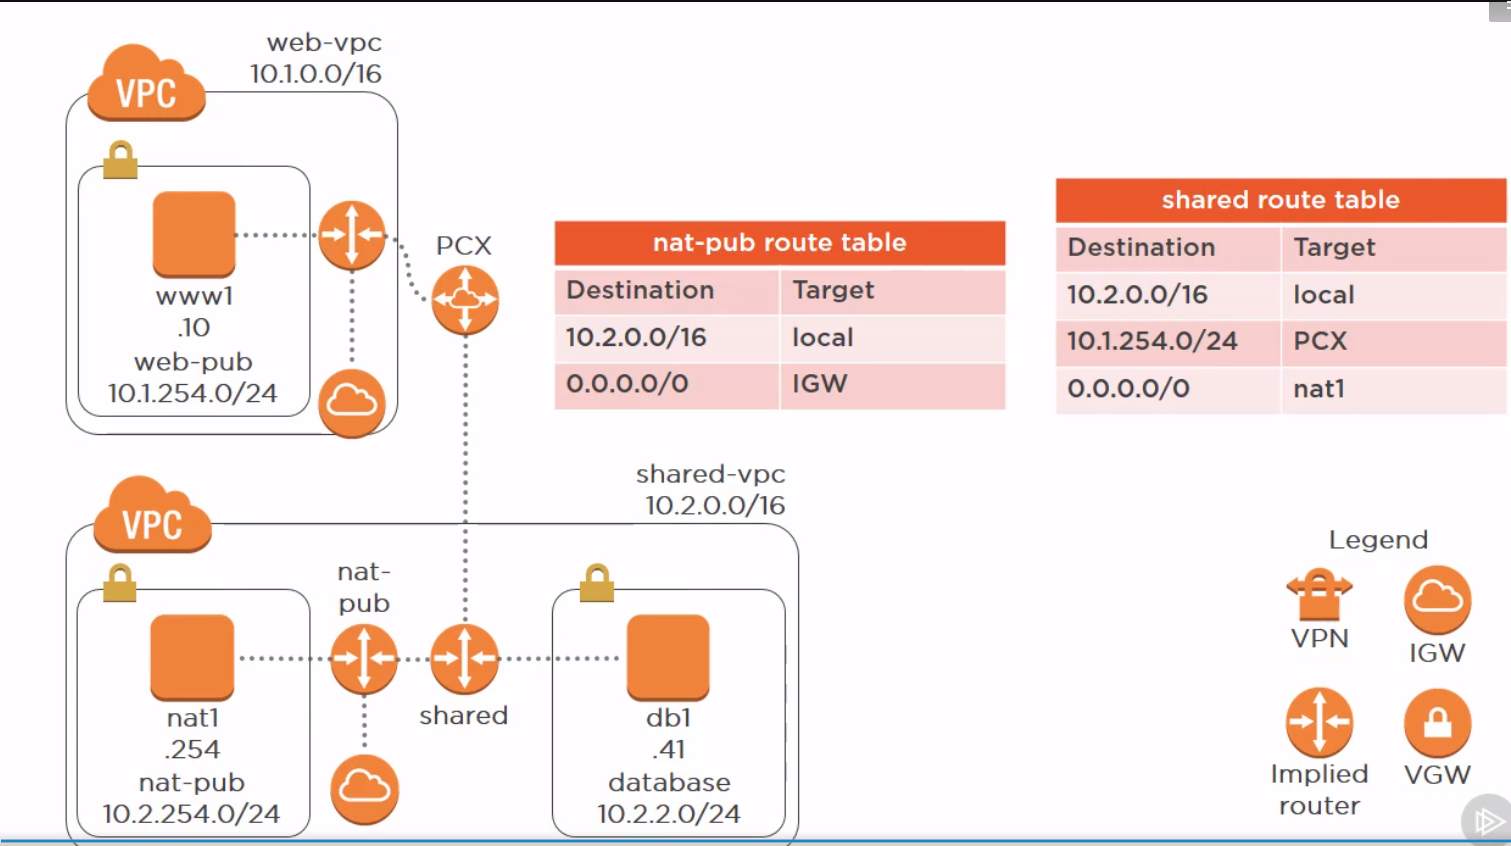 web-vpc
10.1.0.0/16
VPC
www1
.10
web-pub
10.1.254.0/24
PCX
nat-pub route table
Destination Target
10.2.0.0/16 local
0.0.0.0/0 IGW
shared route table
Destination Target
10.2.0.0/16 local
10.1.254.0/24 PCX
0.0.0.0/0 nat1
shared-vpc
10.2.0.0/16
VPC
nat1
.254
nat-pub
10.2.254.0/24
nat-
pub
shared
db1
.41
database
10.2.2.0/24
Legend
VPN
IGW
Implied
router
VGW